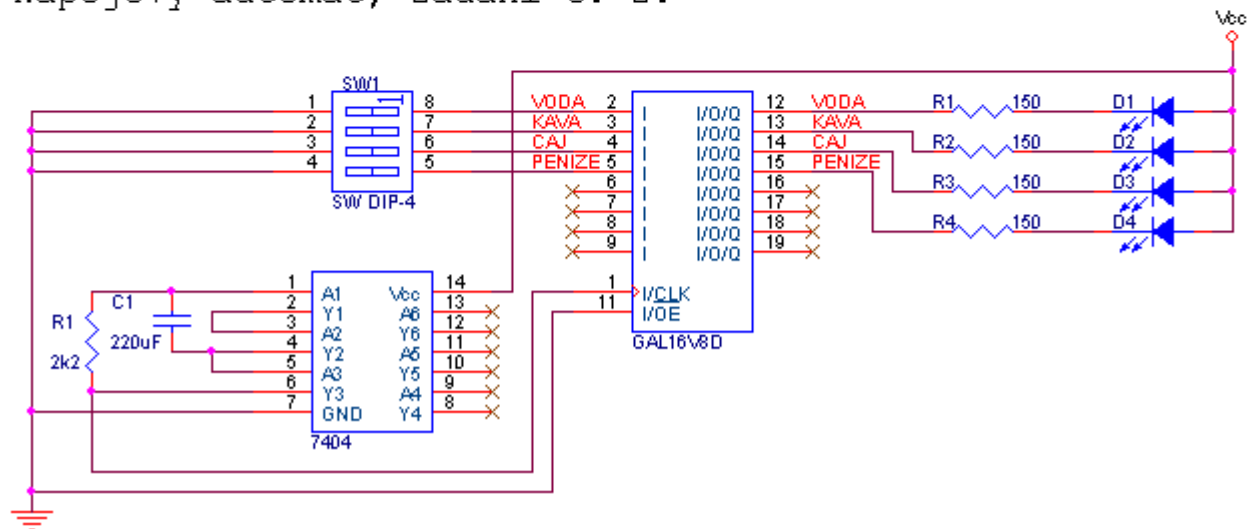 Vcc
SW1
1 8 VODA 2 I I/O/Q 12 VODA R1 150 D1
2 7 KAVA 3 I I/O/Q 13 KAVA R2 150 D2
3 6 CAJ 4 I I/O/Q 14 CAJ R3 150 D3
4 5 PENIZE 5 I I/O/Q 15 PENIZE R4 150 D4
6 I I/O/Q 16
7 I I/O/Q 17
8 I I/O/Q 18
9 I I/O/Q 19
SW DIP-4
1 I/CLK
11 I/OE
GAL16V8D
R1
2k2
C1
220uF
1 A1 Vcc 14
2 Y1 A6 13
3 A2 Y6 12
4 Y2 A5 11
5 A3 Y5 10
6 Y3 A4 9
7 GND Y4 8
7404